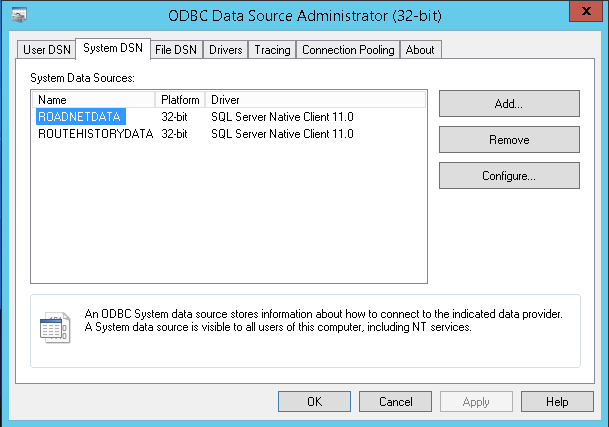 ODBC Data Source Administrator (32-bit)
x
User DSN System DSN File DSN Drivers Tracing Connection Pooling About
System Data Sources:
Name Platform Driver
ROADNETDATA 32-bit SQL Server Native Client 11.0
ROUTEHISTORYDATA 32-bit SQL Server Native Client 11.0
Add...
Remove
Configure...
An ODBC System data source stores information about how to connect to the indicated data provider.
A System data source is visible to all users of this computer, including NT services.
OK Cancel Apply Help